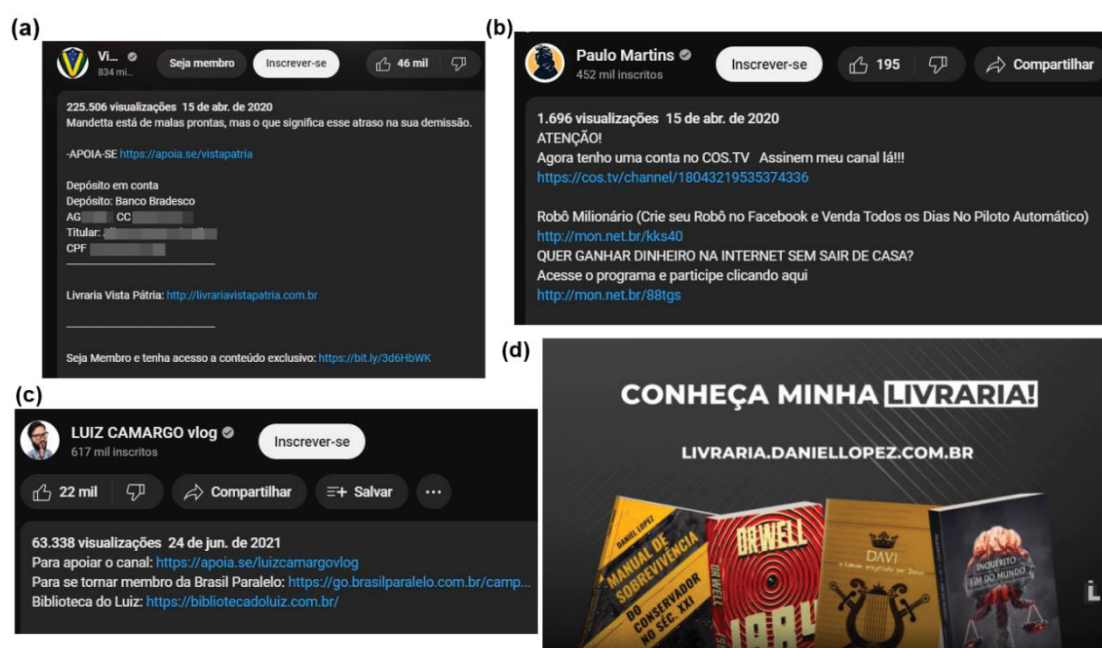 (a)
Vi...
834 mi...
Seja membro
Inscrever-se
46 mil
225.506 visualizações 15 de abr. de 2020
Mandetta está de malas prontas, mas o que significa esse atraso na sua demissão.
-APOIA-SE https://apoia.se/vistapatria
Depósito em conta
Depósito: Banco Bradesco
AG CC
Titular:
CPF
Livraria Vista Pátria: http://livrariavistapatria.com.br
Seja Membro e tenha acesso a conteúdo exclusivo: https://bit.ly/3d6HbWK
(b)
Paulo Martins
452 mil inscritos
Inscrever-se
195
Compartilhar
1.696 visualizações 15 de abr. de 2020
ATENÇÃO!
Agora tenho uma conta no COS.TV Assinem meu canal lá!!!
https://cos.tv/channel/18043219535374336
Robô Milionário (Crie seu Robô no Facebook e Venda Todos os Dias No Piloto Automático)
http://mon.net.br/kks40
QUER GANHAR DINHEIRO NA INTERNET SEM SAIR DE CASA?
Acesse o programa e participe clicando aqui
http://mon.net.br/88tgs
(c)
LUIZ CAMARGO vlog
617 mil inscritos
Inscrever-se
22 mil
Compartilhar
Salvar
63.338 visualizações 24 de jun. de 2021
Para apoiar o canal: https://apoia.se/luizcamargovlog
Para se tornar membro da Brasil Paralelo: https://go.brasilparalelo.com.br/camp...
Biblioteca do Luiz: https://bibliotecadoluiz.com.br/
(d)
CONHEÇA MINHA LIVRARIA!
LIVRARIA.DANIELLOPEZ.COM.BR
DANIEL LOPEZ
MANUAL DE
SOBREVIVÊNCIA
DO
CONSERVADOR
NO SÉC. XXI
ORWELL
1984
DAVI
INQUÉRITO
FIM DO MUNDO